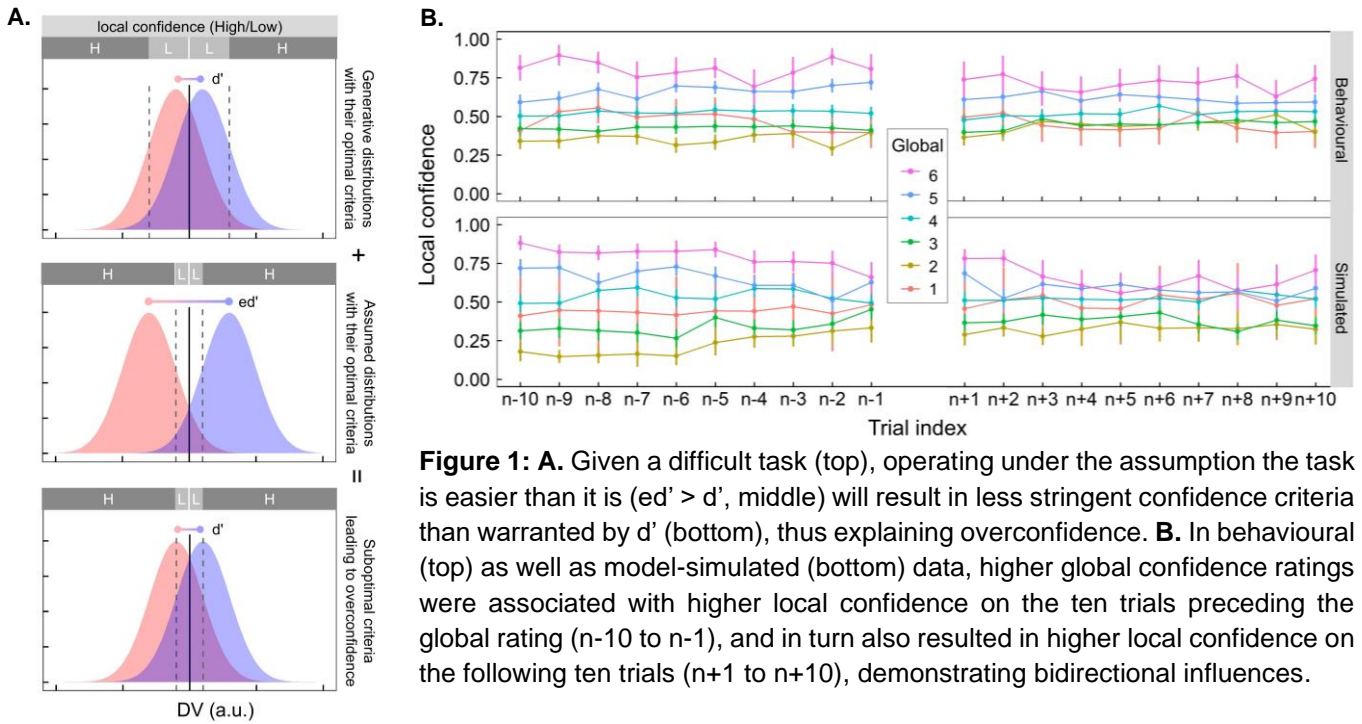 A.
local confidence (High/Low)
H L L H
d'
Generative distributions
with their optimal criteria
+
H L L H
ed'
Assumed distributions
with their optimal criteria
=
H L L H
d'
Suboptimal criteria
leading to overconfidence
DV (a.u.)
B.
Local confidence
1.00
0.75
0.50
0.25
0.00
Behavioural
Global
6
5
4
3
2
1
1.00
0.75
0.50
0.25
0.00
Simulated
n-10 n-9 n-8 n-7 n-6 n-5 n-4 n-3 n-2 n-1 n+1 n+2 n+3 n+4 n+5 n+6 n+7 n+8 n+9 n+10
Trial index
Figure 1: A. Given a difficult task (top), operating under the assumption the task
is easier than it is (ed' > d', middle) will result in less stringent confidence criteria
than warranted by d' (bottom), thus explaining overconfidence. B. In behavioural
(top) as well as model-simulated (bottom) data, higher global confidence ratings
were associated with higher local confidence on the ten trials preceding the
global rating (n-10 to n-1), and in turn also resulted in higher local confidence on
the following ten trials (n+1 to n+10), demonstrating bidirectional influences.